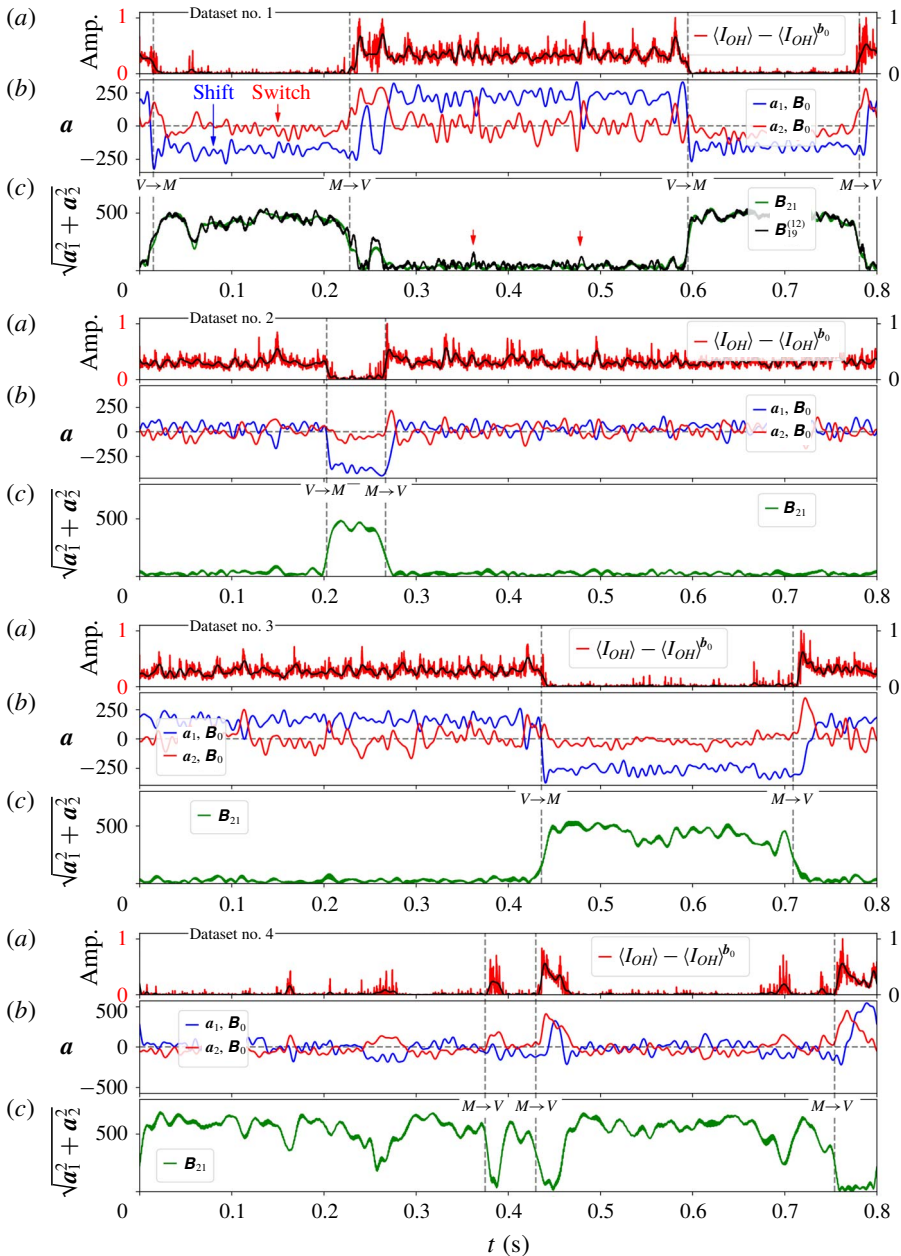 (a) Amp. 1 0 Dataset no. 1 ⟨I_OH⟩ − ⟨I_OH⟩^b₀ 1 0
(b) a 250 0 −250 Shift Switch a₁, B₀
a₂, B₀
(c) √a₁² + a₂² 500 V→M M→V V→M M→V B₂₁
B₁₉⁽¹²⁾
0 0.1 0.2 0.3 0.4 0.5 0.6 0.7 0.8
(a) Amp. 1 0 Dataset no. 2 ⟨I_OH⟩ − ⟨I_OH⟩^b₀ 1 0
(b) a 250 0 −250 a₁, B₀
a₂, B₀
(c) √a₁² + a₂² 500 V→M M→V B₂₁
0 0.1 0.2 0.3 0.4 0.5 0.6 0.7 0.8
(a) Amp. 1 0 Dataset no. 3 ⟨I_OH⟩ − ⟨I_OH⟩^b₀ 1 0
(b) a 250 0 −250 a₁, B₀
a₂, B₀
(c) √a₁² + a₂² 500 V→M M→V B₂₁
0 0.1 0.2 0.3 0.4 0.5 0.6 0.7 0.8
(a) Amp. 1 0 Dataset no. 4 ⟨I_OH⟩ − ⟨I_OH⟩^b₀ 1 0
(b) a 500 0 −500 a₁, B₀
a₂, B₀
(c) √a₁² + a₂² 500 M→V M→V M→V B₂₁
0 0.1 0.2 0.3 0.4 0.5 0.6 0.7 0.8
t (s)